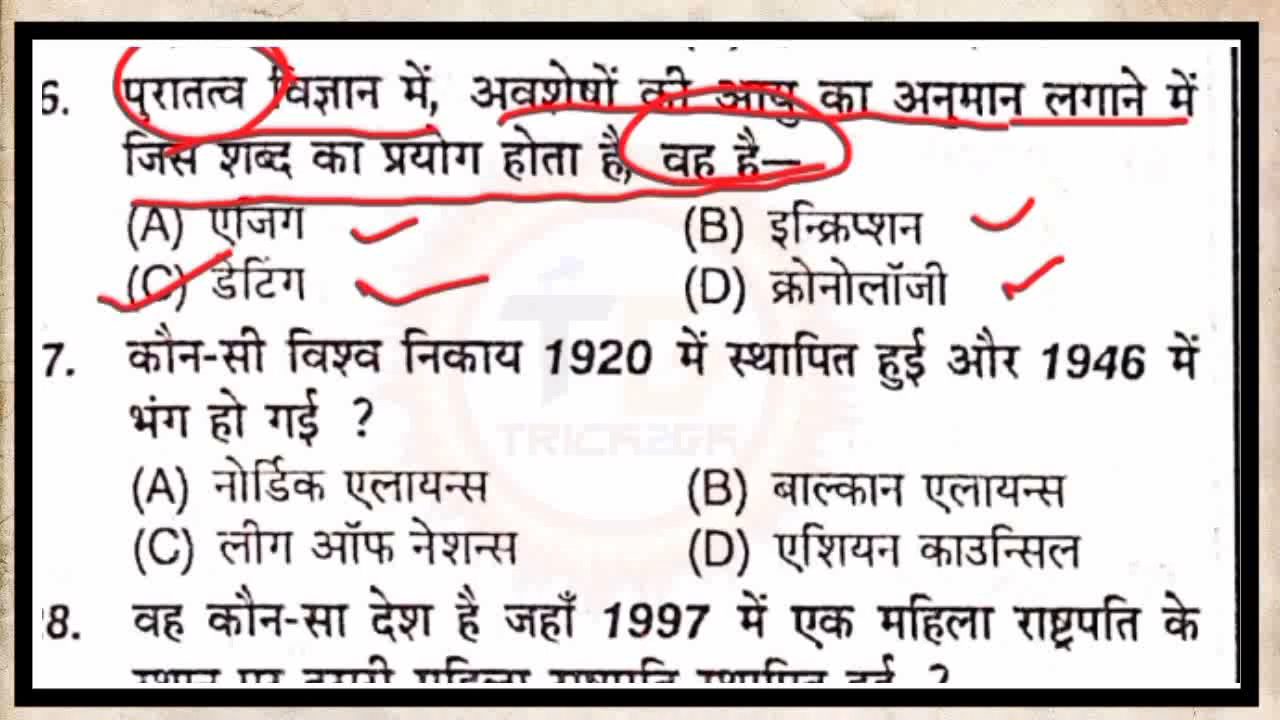 6. पुरातत्व विज्ञान में, अवशेषों की आयु का अनुमान लगाने में
जिस शब्द का प्रयोग होता है, वह है—
(A) एजिंग (B) इन्क्रिप्शन
(C) डेटिंग (D) क्रोनोलॉजी
7. कौन-सी विश्व निकाय 1920 में स्थापित हुई और 1946 में
भंग हो गई ?
(A) नोर्डिक एलायन्स (B) बाल्कान एलायन्स
(C) लीग ऑफ नेशन्स (D) एशियन काउन्सिल
TRICK2GK
8. वह कौन-सा देश है जहाँ 1997 में एक महिला राष्ट्रपति के